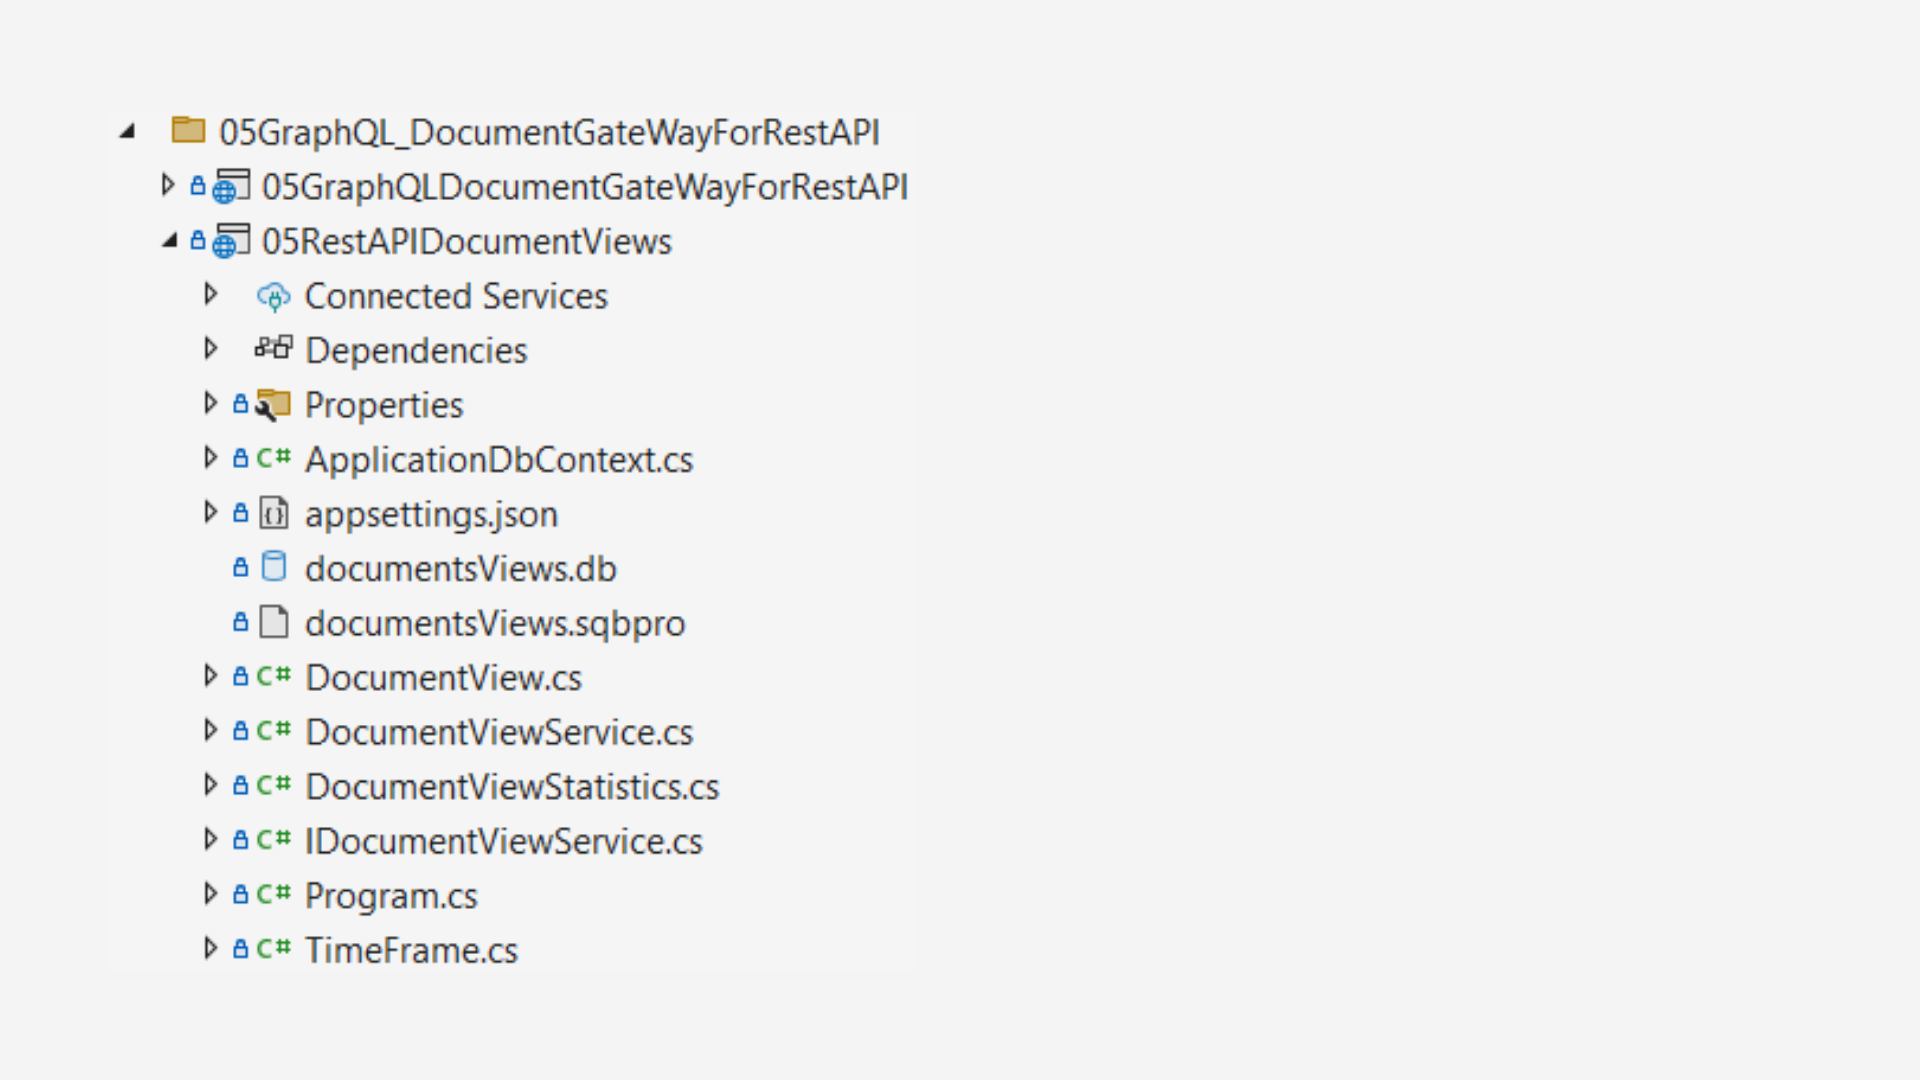 05GraphQL_DocumentGateWayForRestAPI
05GraphQLDocumentGateWayForRestAPI
05RestAPIDocumentViews
Connected Services
Dependencies
Properties
C# ApplicationDbContext.cs
{} appsettings.json
documentsViews.db
documentsViews.sqbpro
C# DocumentView.cs
C# DocumentViewService.cs
C# DocumentViewStatistics.cs
C# IDocumentViewService.cs
C# Program.cs
C# TimeFrame.cs